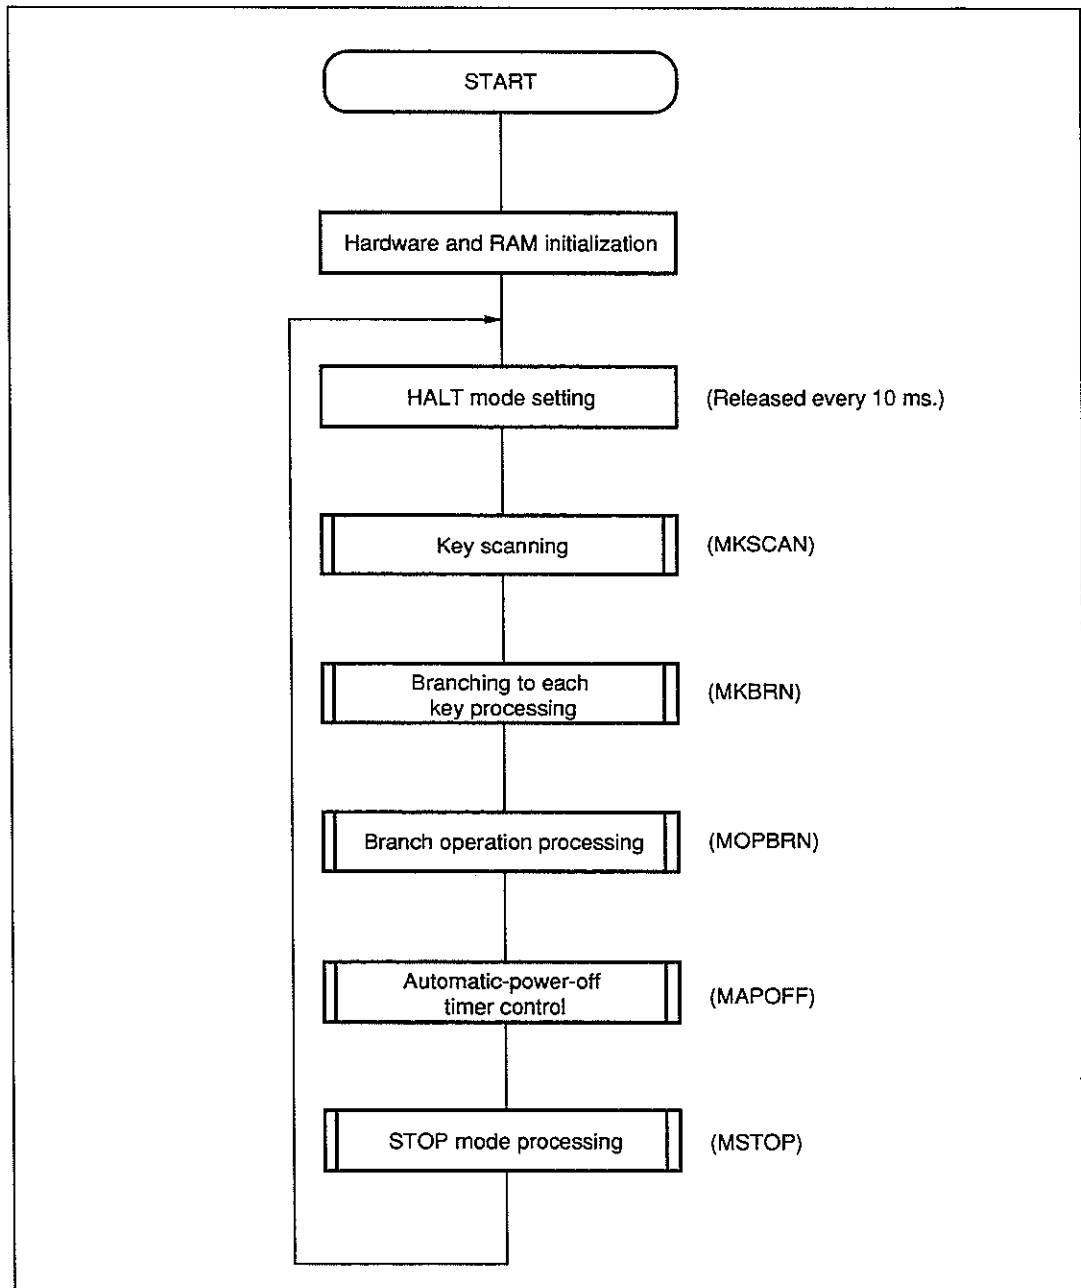 START
Hardware and RAM initialization
HALT mode setting (Released every 10 ms.)
Key scanning (MKSCAN)
Branching to each
key processing (MKBRN)
Branch operation processing (MOPBRN)
Automatic-power-off
timer control (MAPOFF)
STOP mode processing (MSTOP)